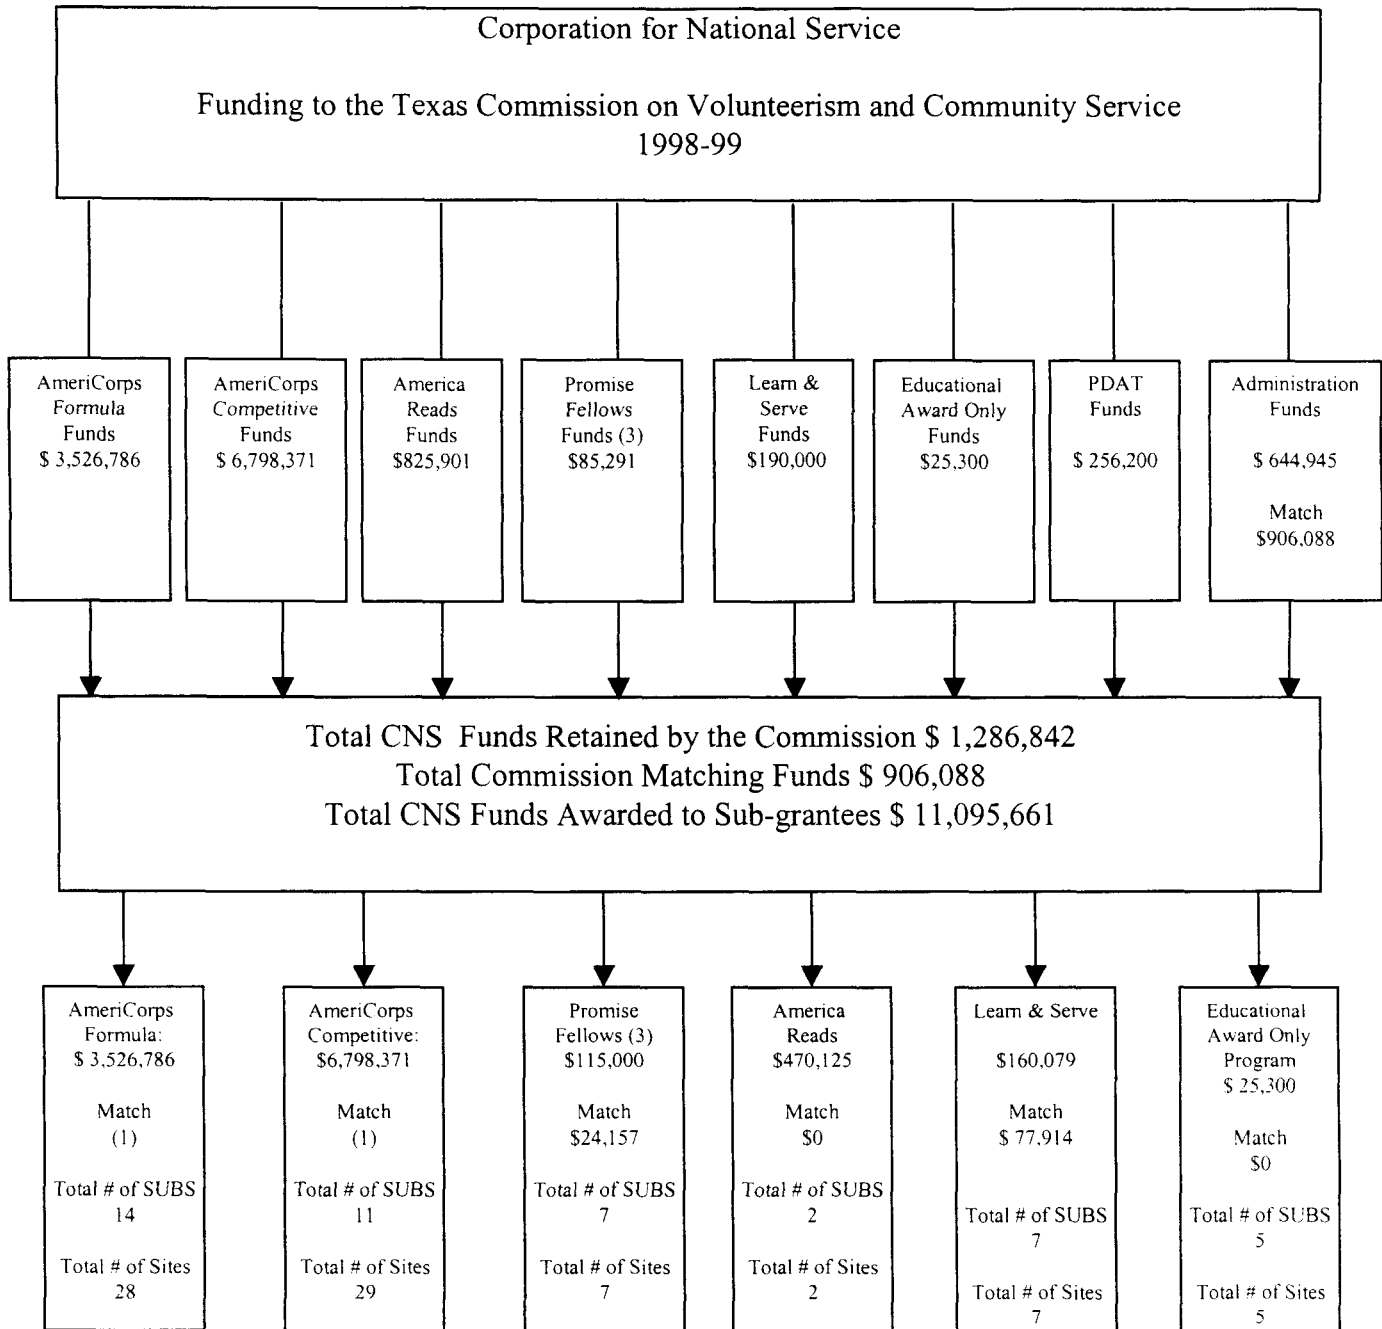 Corporation for National Service
Funding to the Texas Commission on Volunteerism and Community Service
1998-99
AmeriCorps
Formula
Funds
$ 3,526,786
AmeriCorps
Competitive
Funds
$ 6,798,371
America
Reads
Funds
$825,901
Promise
Fellows
Funds (3)
$85,291
Learn &
Serve
Funds
$190,000
Educational
Award Only
Funds
$25,300
PDAT
Funds
$ 256,200
Administration
Funds
$ 644,945
Match
$906,088
Total CNS Funds Retained by the Commission $ 1,286,842
Total Commission Matching Funds $ 906,088
Total CNS Funds Awarded to Sub-grantees $ 11,095,661
AmeriCorps
Formula:
$ 3,526,786
Match
(1)
Total # of SUBS
14
Total # of Sites
28
AmeriCorps
Competitive:
$6,798,371
Match
(1)
Total # of SUBS
11
Total # of Sites
29
Promise
Fellows (3)
$115,000
Match
$24,157
Total # of SUBS
7
Total # of Sites
7
America
Reads
$470,125
Match
$0
Total # of SUBS
2
Total # of Sites
2
Learn & Serve
$160,079
Match
$ 77,914
Total # of SUBS
7
Total # of Sites
7
Educational
Award Only
Program
$ 25,300
Match
$0
Total # of SUBS
5
Total # of Sites
5